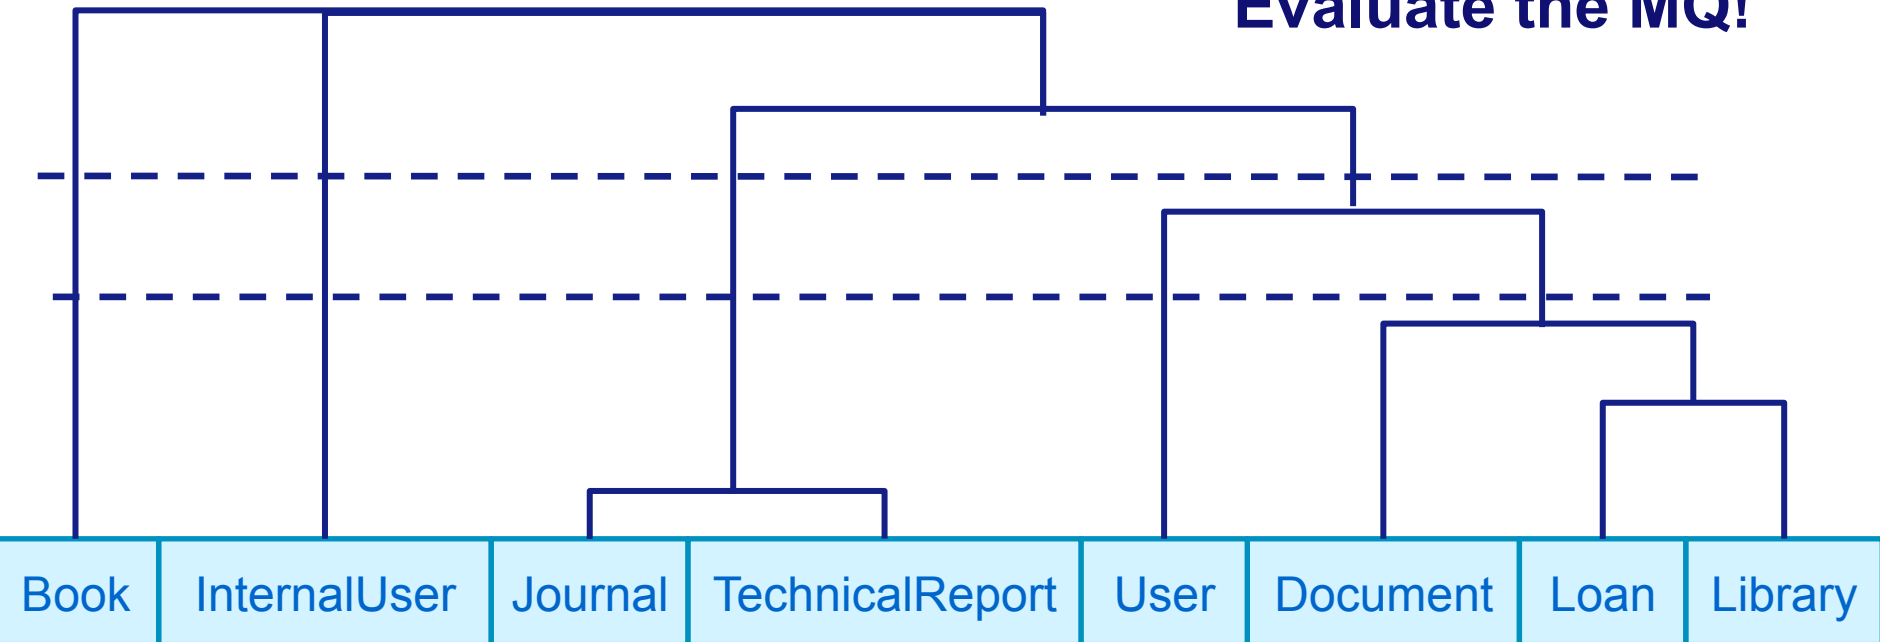 Evaluate the MQ!
Book InternalUser Journal TechnicalReport User Document Loan Library